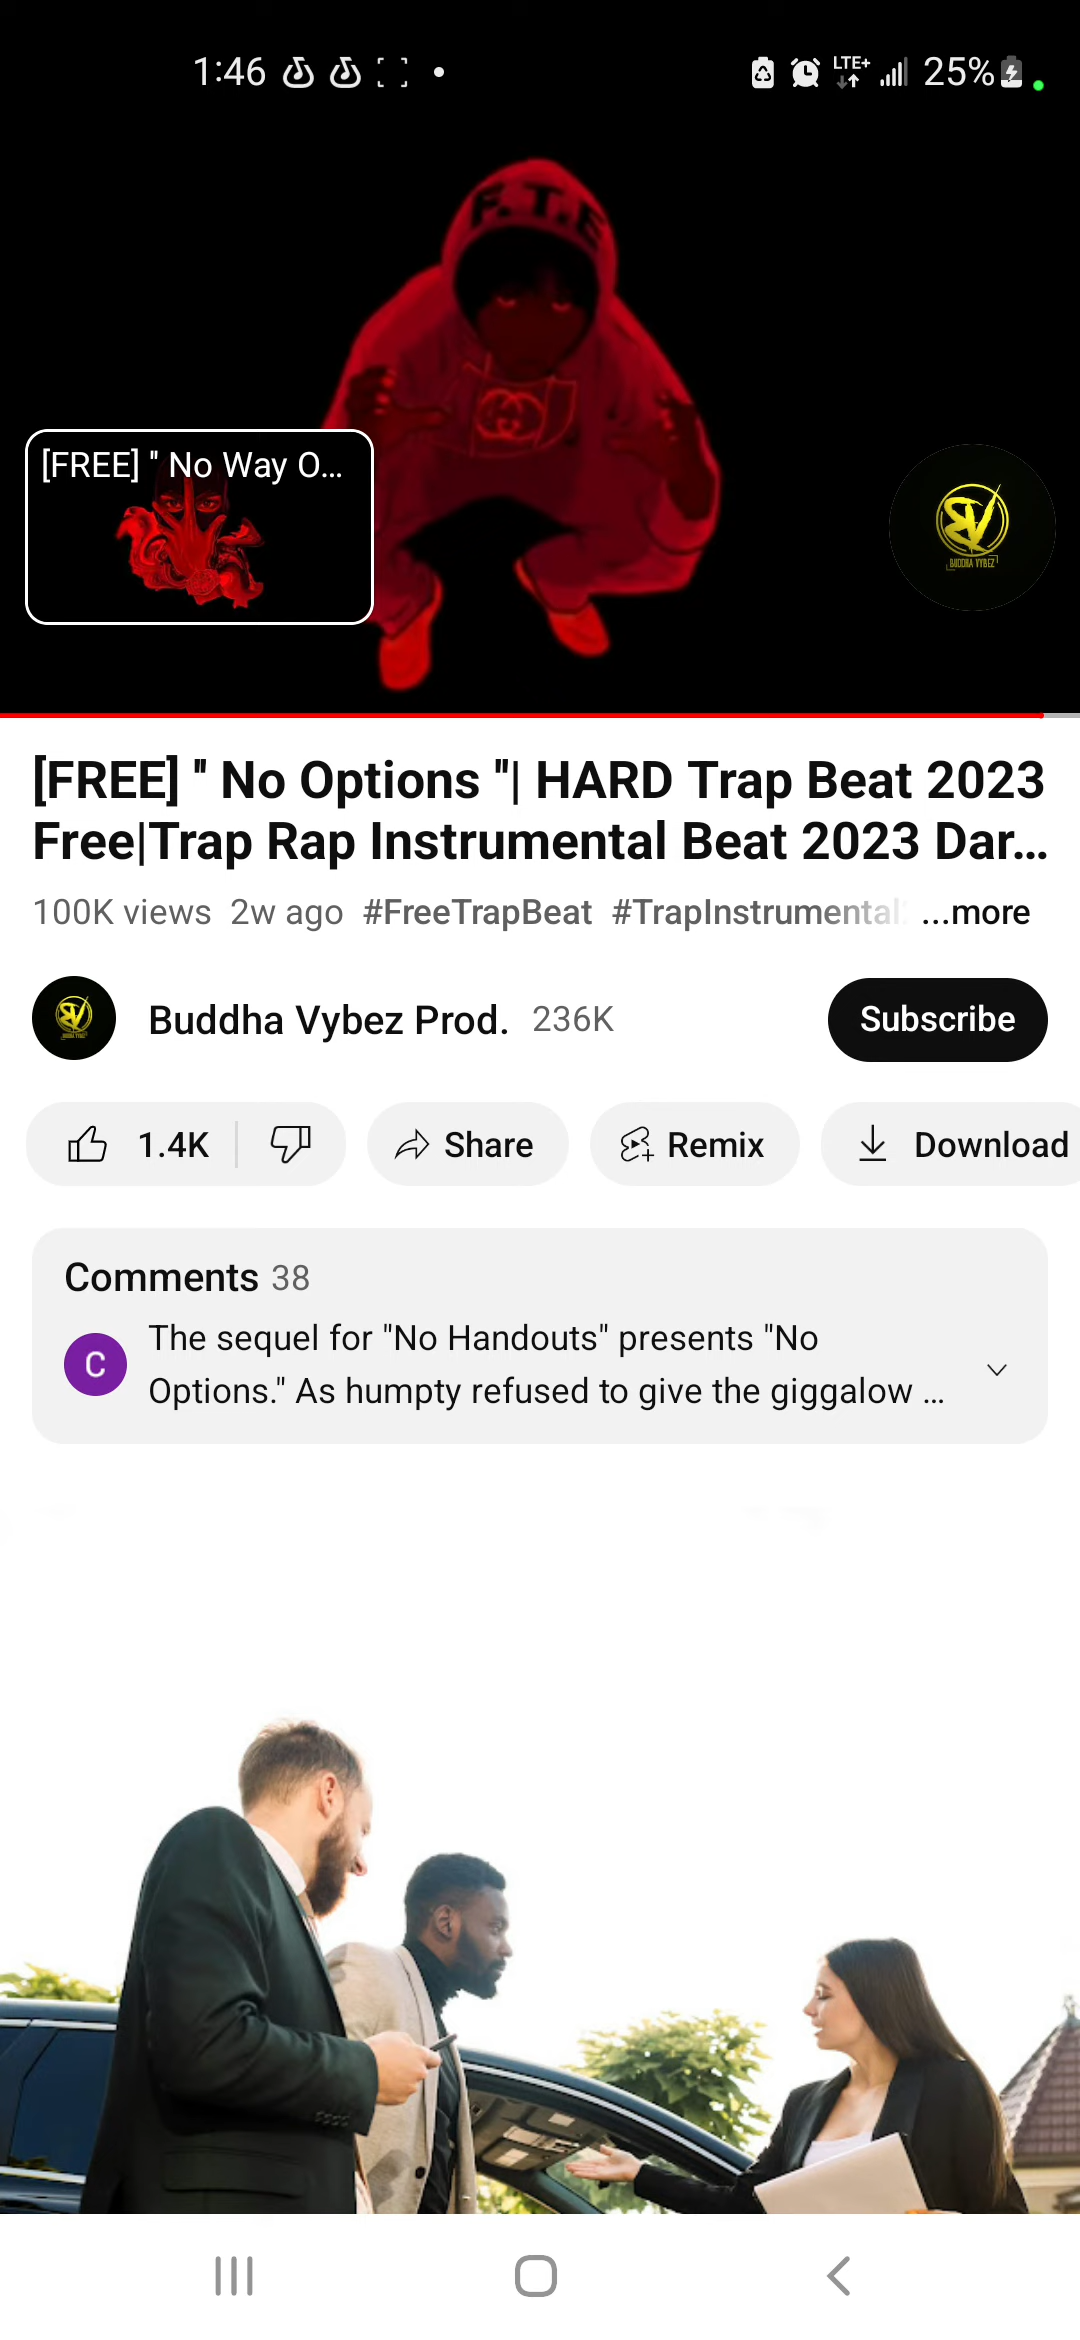 1:46
LTE+
25%
F.T.E
[FREE] " No Way O...
BUDDHA VYBEZ
[FREE] " No Options "| HARD Trap Beat 2023
Free|Trap Rap Instrumental Beat 2023 Dar...
100K views 2w ago #FreeTrapBeat #TrapInstrumental ...more
Buddha Vybez Prod. 236K
Subscribe
1.4K
Share
Remix
Download
Comments 38
C
The sequel for "No Handouts" presents "No
Options." As humpty refused to give the giggalow ...